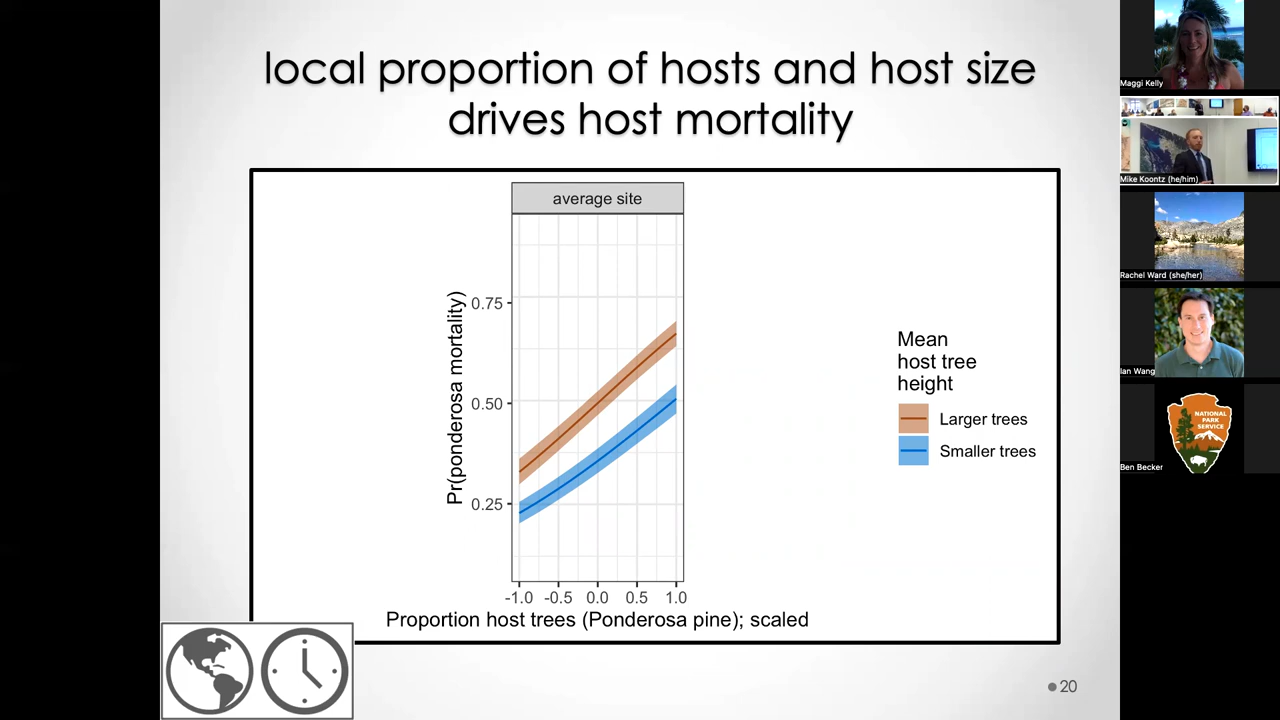 local proportion of hosts and host size
drives host mortality
average site
Pr(ponderosa mortality)
0.75
0.50
0.25
-1.0 -0.5 0.0 0.5 1.0
Proportion host trees (Ponderosa pine); scaled
Mean
host tree
height
Larger trees
Smaller trees
20
Maggi Kelly
Mike Koontz (he/him)
Rachel Ward (she/her)
Ian Wang
NATIONAL
PARK
SERVICE
Ben Becker